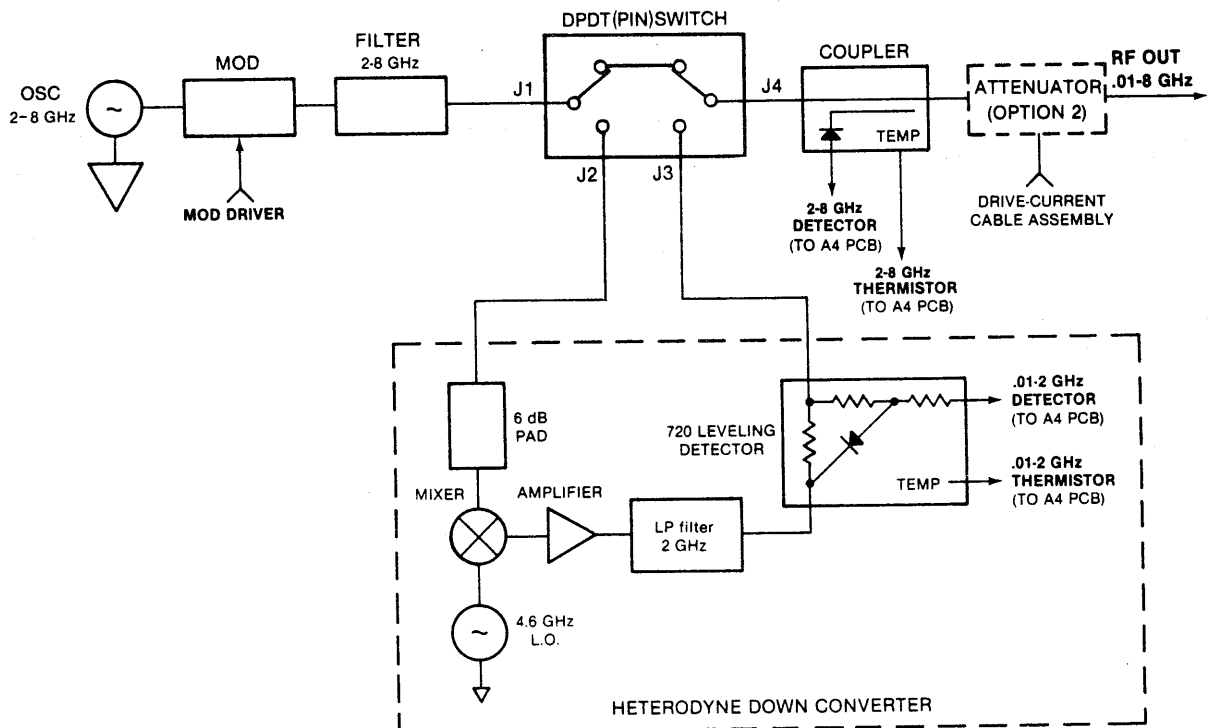 DPDT(PIN)SWITCH
FILTER
2-8 GHz
MOD
OSC
2-8 GHz
MOD DRIVER
J1
J2
J3
J4
COUPLER
TEMP
2-8 GHz
DETECTOR
(TO A4 PCB)
2-8 GHz
THERMISTOR
(TO A4 PCB)
ATTENUATOR
(OPTION 2)
RF OUT
.01-8 GHz
DRIVE-CURRENT
CABLE ASSEMBLY
6 dB
PAD
MIXER
AMPLIFIER
LP filter
2 GHz
4.6 GHz
L.O.
720 LEVELING
DETECTOR
TEMP
.01-2 GHz
DETECTOR
(TO A4 PCB)
.01-2 GHz
THERMISTOR
(TO A4 PCB)
HETERODYNE DOWN CONVERTER